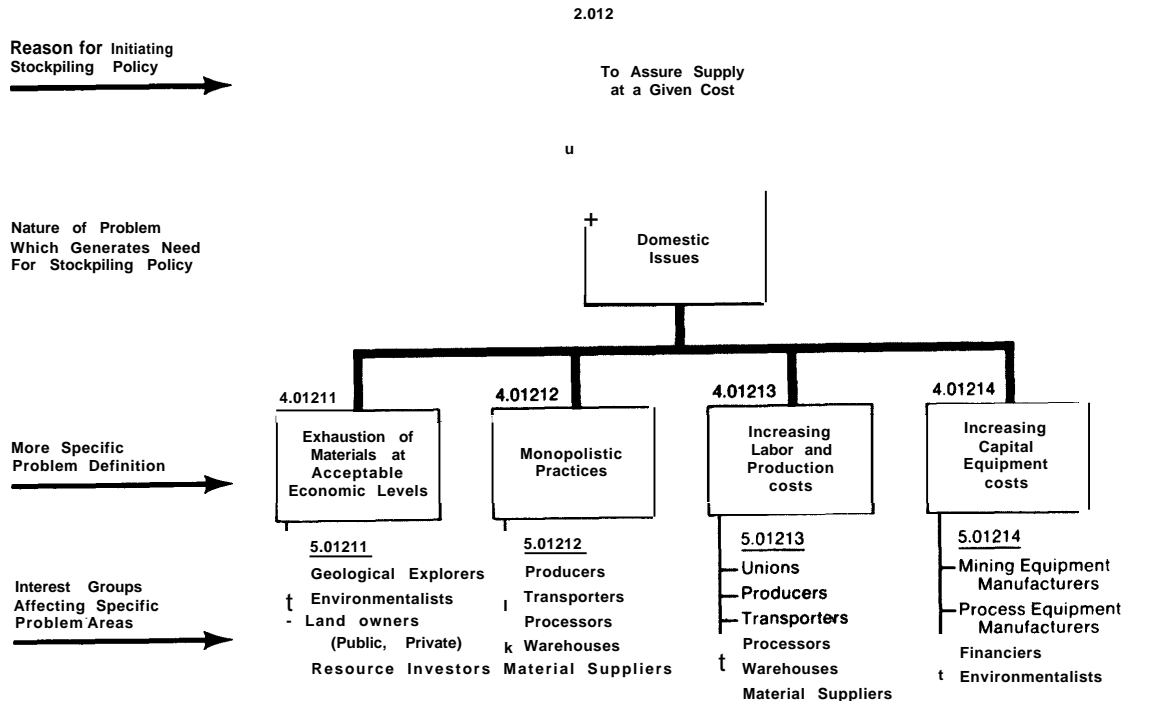 2.012
Reason for Initiating
Stockpiling Policy
To Assure Supply
at a Given Cost
u
Nature of Problem
Which Generates Need
For Stockpiling Policy
+
Domestic
Issues
More Specific
Problem Definition
4.01211
Exhaustion of
Materials at
Acceptable
Economic Levels
4.01212
Monopolistic
Practices
4.01213
Increasing
Labor and
Production
costs
4.01214
Increasing
Capital
Equipment
costs
Interest Groups
Affecting Specific
Problem Areas
5.01211
Geological Explorers
t Environmentalists
- Land owners
(Public, Private)
Resource Investors
5.01212
Producers
l Transporters
Processors
k Warehouses
Material Suppliers
5.01213
Unions
Producers
Transporters
Processors
t Warehouses
Material Suppliers
5.01214
Mining Equipment
Manufacturers
Process Equipment
Manufacturers
Financiers
t Environmentalists